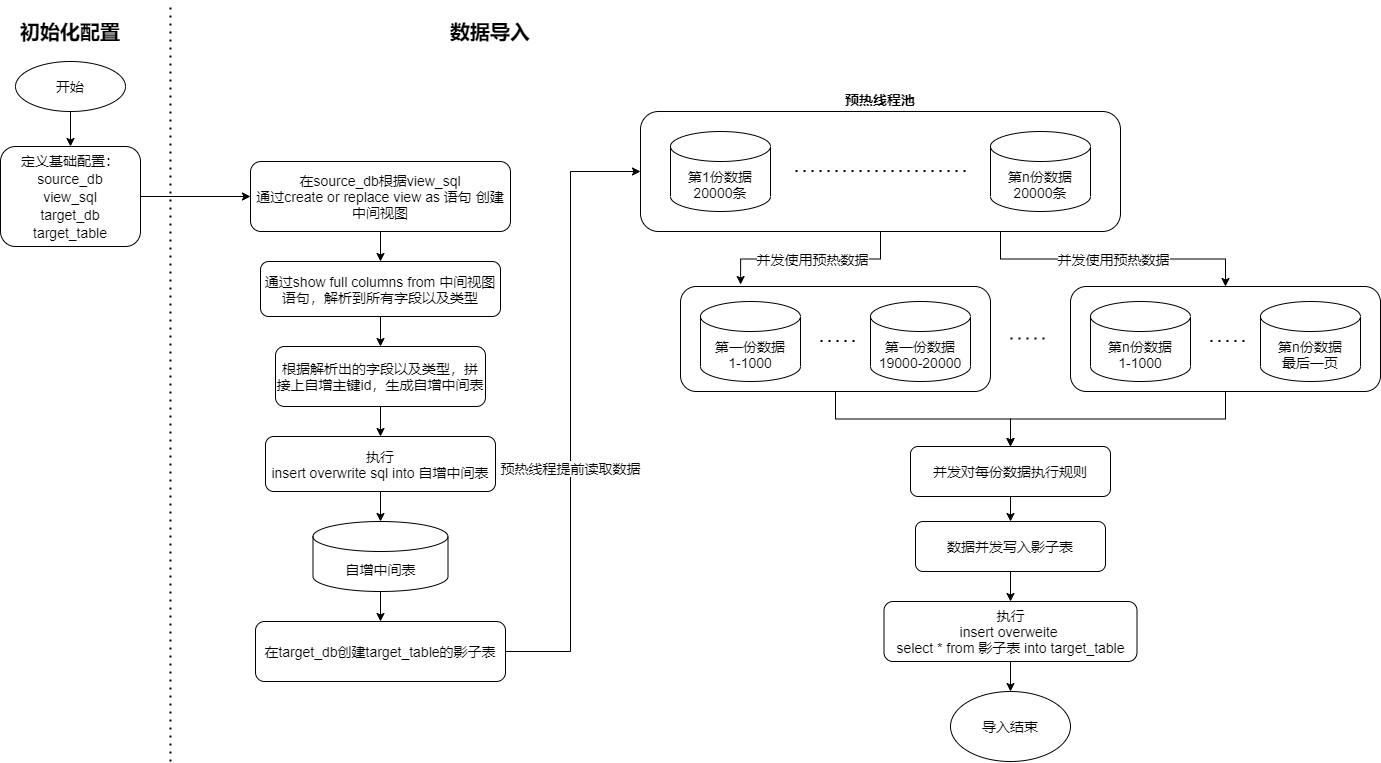 初始化配置
数据导入
开始
定义基础配置：
source_db
view_sql
target_db
target_table
在source_db根据view_sql
通过create or replace view as 语句 创建
中间视图
通过show full columns from 中间视图
语句，解析到所有字段以及类型
根据解析出的字段以及类型，拼
接上自增主键id，生成自增中间表
执行
insert overwrite sql into 自增中间表
自增中间表
在target_db创建target_table的影子表
预热线程提前读取数据
预热线程池
第1份数据
20000条
第n份数据
20000条
并发使用预热数据
并发使用预热数据
第一份数据
1-1000
第一份数据
19000-20000
第n份数据
1-1000
第n份数据
最后一页
并发对每份数据执行规则
数据并发写入影子表
执行
insert overweite
select * from 影子表 into target_table
导入结束